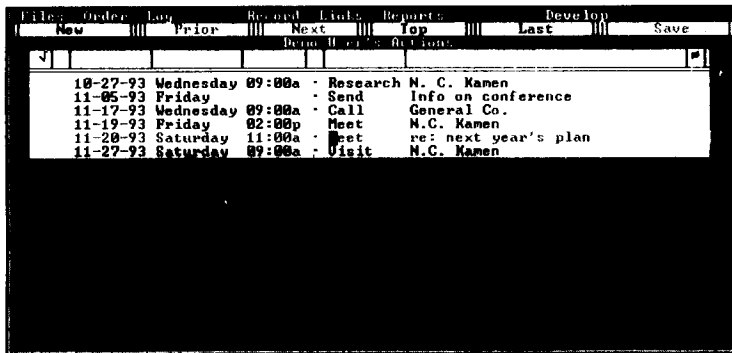 Files Order Log Record Links Reports Develop
New Prior Next Top Last Save
Demo User's Actions
10-27-93 Wednesday 09:00a · Research N. C. Kamen
11-05-93 Friday · Send Info on conference
11-17-93 Wednesday 09:00a · Call General Co.
11-19-93 Friday 02:00p · Meet N.C. Kamen
11-20-93 Saturday 11:00a · Meet re: next year's plan
11-27-93 Saturday 09:00a · Visit N.C. Kamen